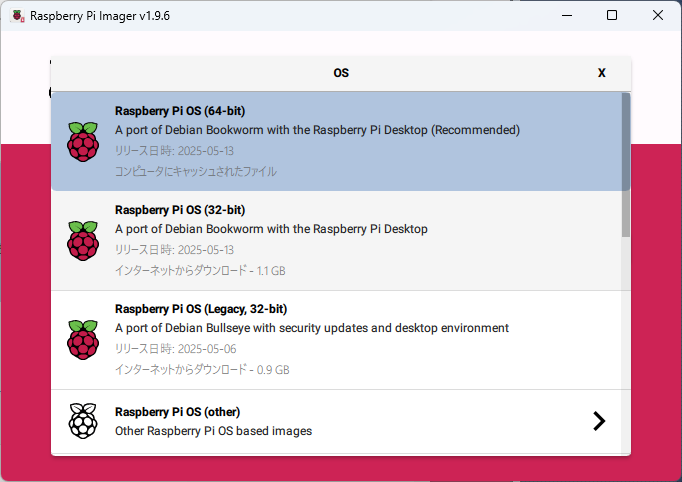 Raspberry Pi Imager v1.9.6
OS
X
Raspberry Pi OS (64-bit)
A port of Debian Bookworm with the Raspberry Pi Desktop (Recommended)
リリース日時: 2025-05-13
コンピュータにキャッシュされたファイル
Raspberry Pi OS (32-bit)
A port of Debian Bookworm with the Raspberry Pi Desktop
リリース日時: 2025-05-13
インターネットからダウンロード - 1.1 GB
Raspberry Pi OS (Legacy, 32-bit)
A port of Debian Bullseye with security updates and desktop environment
リリース日時: 2025-05-06
インターネットからダウンロード - 0.9 GB
Raspberry Pi OS (other)
Other Raspberry Pi OS based images